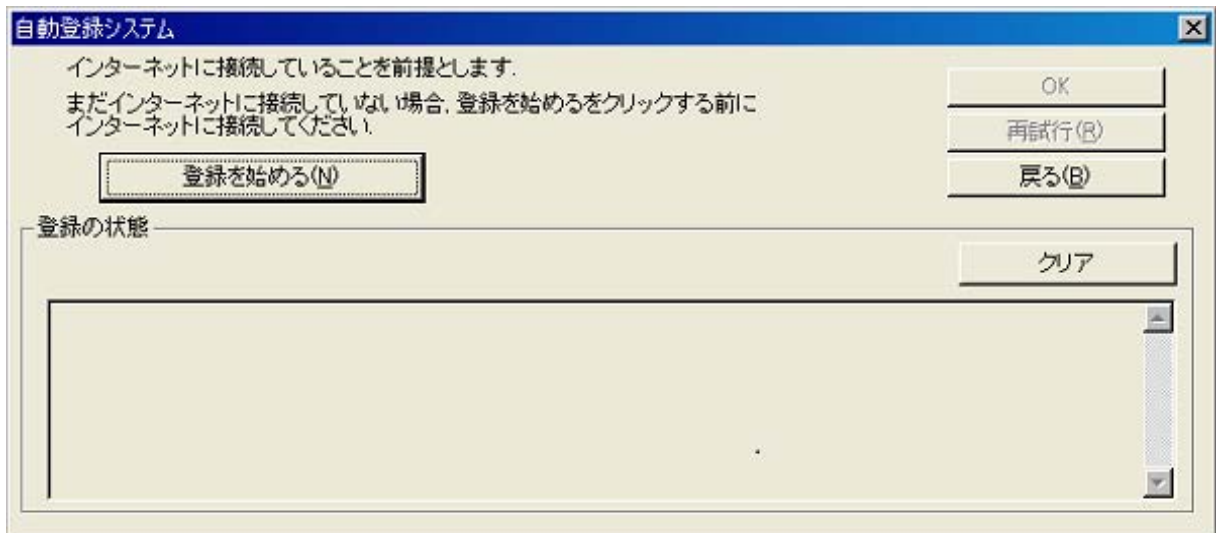 自動登録システム
インターネットに接続していることを前提とします.
まだインターネットに接続していない場合, 登録を始めるをクリックする前に
インターネットに接続してください.
登録を始める(N)
OK
再試行(R)
戻る(B)
登録の状態
クリア